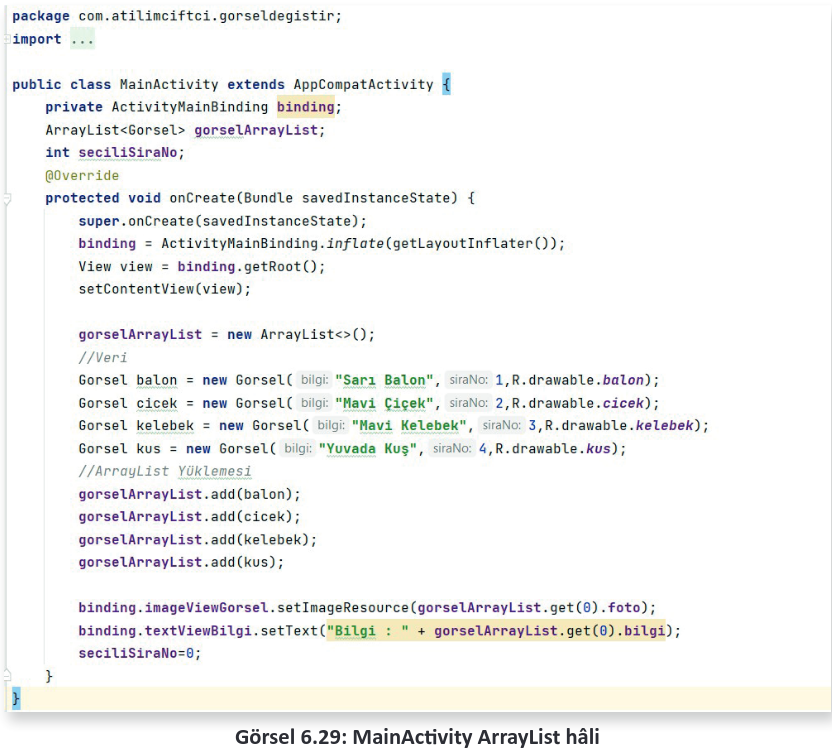 package com.atilimciftci.gorseldegistir;
import ...
public class MainActivity extends AppCompatActivity {
    private ActivityMainBinding binding;
    ArrayList<Gorsel> gorselArrayList;
    int seciliSiraNo;
    @Override
    protected void onCreate(Bundle savedInstanceState) {
        super.onCreate(savedInstanceState);
        binding = ActivityMainBinding.inflate(getLayoutInflater());
        View view = binding.getRoot();
        setContentView(view);
        gorselArrayList = new ArrayList<>();
        //Veri
        Gorsel balon = new Gorsel( bilgi: "Sarı Balon", siraNo: 1,R.drawable.balon);
        Gorsel cicek = new Gorsel( bilgi: "Mavi Çiçek", siraNo: 2,R.drawable.cicek);
        Gorsel kelebek = new Gorsel( bilgi: "Mavi Kelebek", siraNo: 3,R.drawable.kelebek);
        Gorsel kus = new Gorsel( bilgi: "Yuvada Kuş", siraNo: 4,R.drawable.kus);
        //ArrayList Yüklemesi
        gorselArrayList.add(balon);
        gorselArrayList.add(cicek);
        gorselArrayList.add(kelebek);
        gorselArrayList.add(kus);
        binding.imageViewGorsel.setImageResource(gorselArrayList.get(0).foto);
        binding.textViewBilgi.setText("Bilgi : " + gorselArrayList.get(0).bilgi);
        seciliSiraNo=0;
    }
}
Görsel 6.29: MainActivity ArrayList hâli